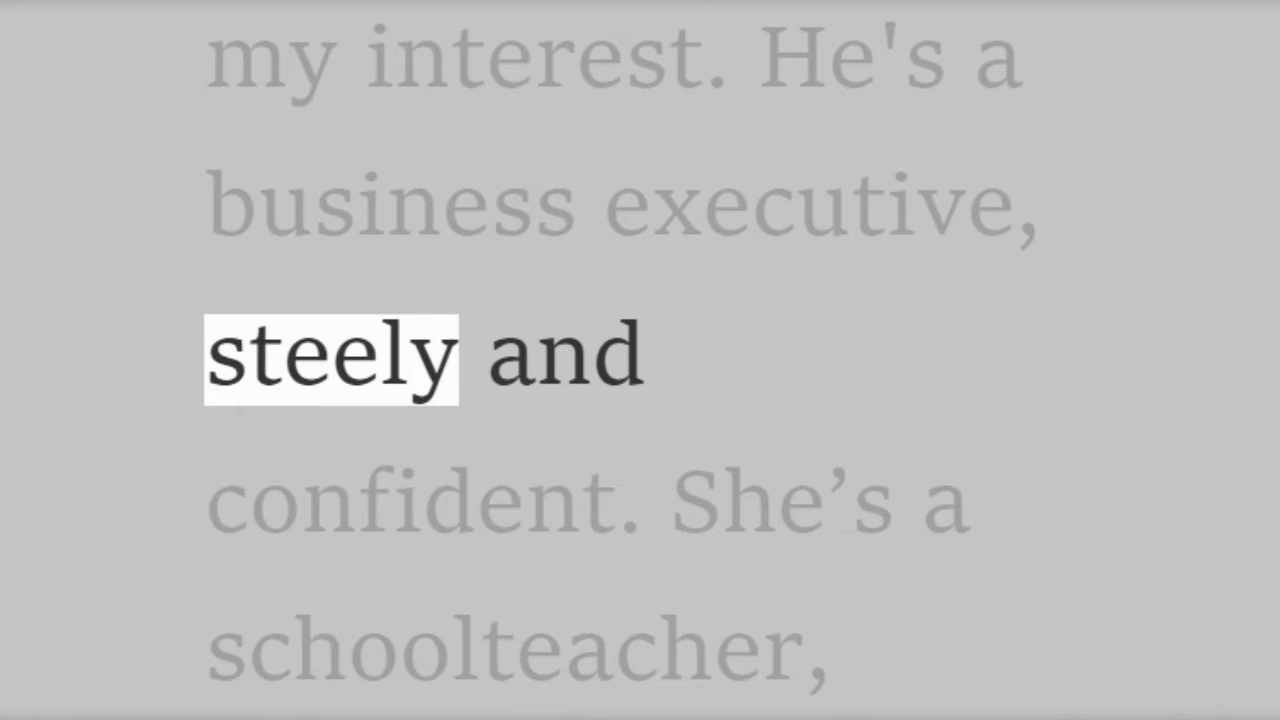 my interest. He's a
business executive,
steely and
confident. She’s a
schoolteacher,